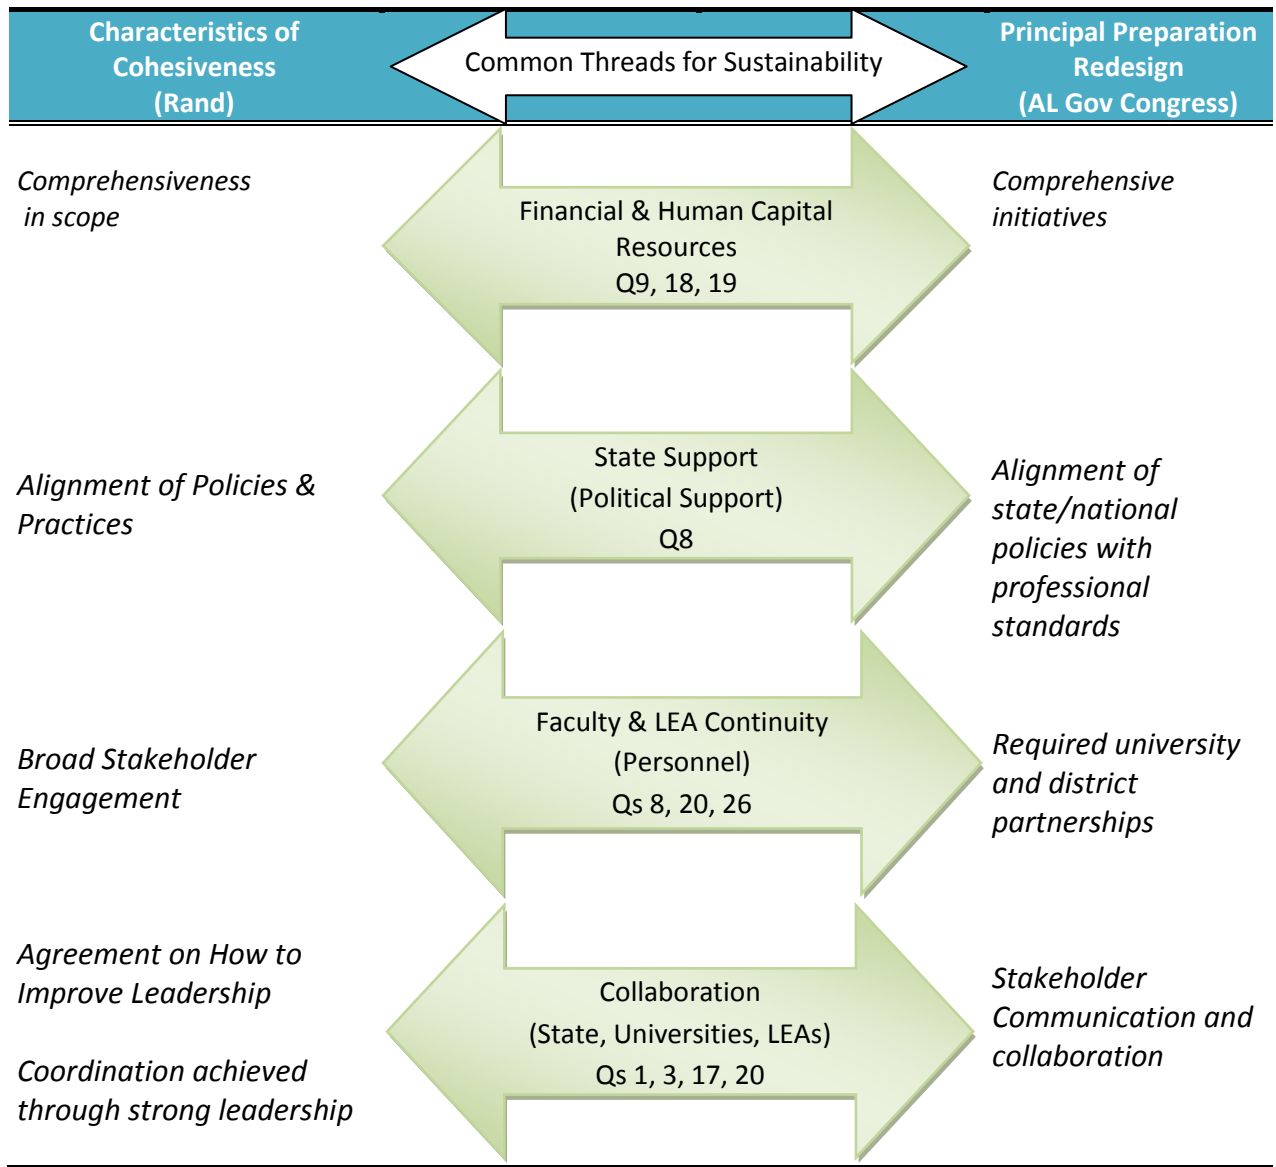 Characteristics of
Cohesiveness
(Rand)
Common Threads for Sustainability
Principal Preparation
Redesign
(AL Gov Congress)
Comprehensiveness
in scope
Financial & Human Capital
Resources
Q9, 18, 19
Comprehensive
initiatives
Alignment of Policies &
Practices
State Support
(Political Support)
Q8
Alignment of
state/national
policies with
professional
standards
Broad Stakeholder
Engagement
Faculty & LEA Continuity
(Personnel)
Qs 8, 20, 26
Required university
and district
partnerships
Agreement on How to
Improve Leadership
Coordination achieved
through strong leadership
Collaboration
(State, Universities, LEAs)
Qs 1, 3, 17, 20
Stakeholder
Communication and
collaboration